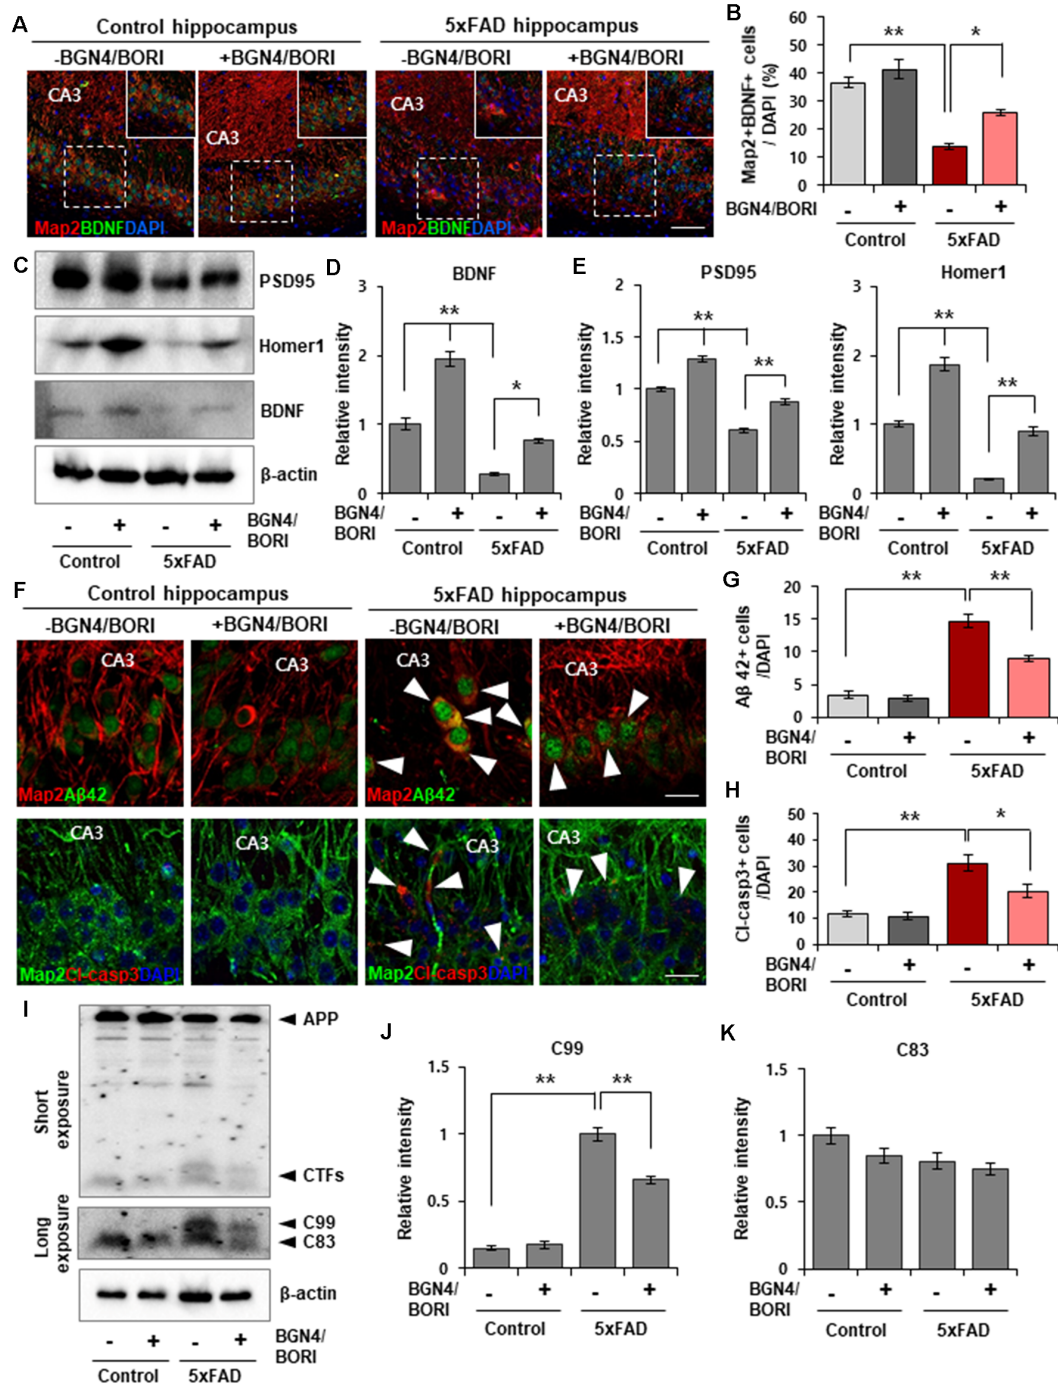 A
Control hippocampus
5xFAD hippocampus
-BGN4/BORI
+BGN4/BORI
-BGN4/BORI
+BGN4/BORI
CA3
CA3
CA3
CA3
Map2BDNFDAPI
Map2BDNFDAPI
B
Map2+BDNF+ cells
/ DAPI (%)
60
50
40
30
20
10
0
**
*
BGN4/BORI
- + - +
Control
5xFAD
C
PSD95
Homer1
BDNF
β-actin
- + - +
BGN4/
BORI
Control
5xFAD
D
BDNF
Relative intensity
3
2
1
0
**
*
BGN4/
BORI
- + - +
Control
5xFAD
E
PSD95
Relative intensity
2
1.5
1
0.5
0
**
**
BGN4/
BORI
- + - +
Control
5xFAD
Homer1
Relative intensity
3
2
1
0
**
**
BGN4/
BORI
- + - +
Control
5xFAD
F
Control hippocampus
5xFAD hippocampus
-BGN4/BORI
+BGN4/BORI
-BGN4/BORI
+BGN4/BORI
CA3
CA3
CA3
CA3
Map2Aβ42
Map2Aβ42
CA3
CA3
CA3
CA3
Map2Cl-casp3DAPI
Map2Cl-casp3DAPI
G
Aβ 42+ cells
/DAPI
20
15
10
5
0
**
**
BGN4/
BORI
- + - +
Control
5xFAD
H
Cl-casp3+ cells
/DAPI
50
40
30
20
10
0
**
*
BGN4/
BORI
- + - +
Control
5xFAD
I
Short
exposure
APP
CTFs
Long
exposure
C99
C83
β-actin
- + - +
BGN4/
BORI
Control
5xFAD
J
C99
Relative intensity
1.5
1
0.5
0
**
**
BGN4/
BORI
- + - +
Control
5xFAD
K
C83
Relative intensity
1.5
1
0.5
0
BGN4/
BORI
- + - +
Control
5xFAD